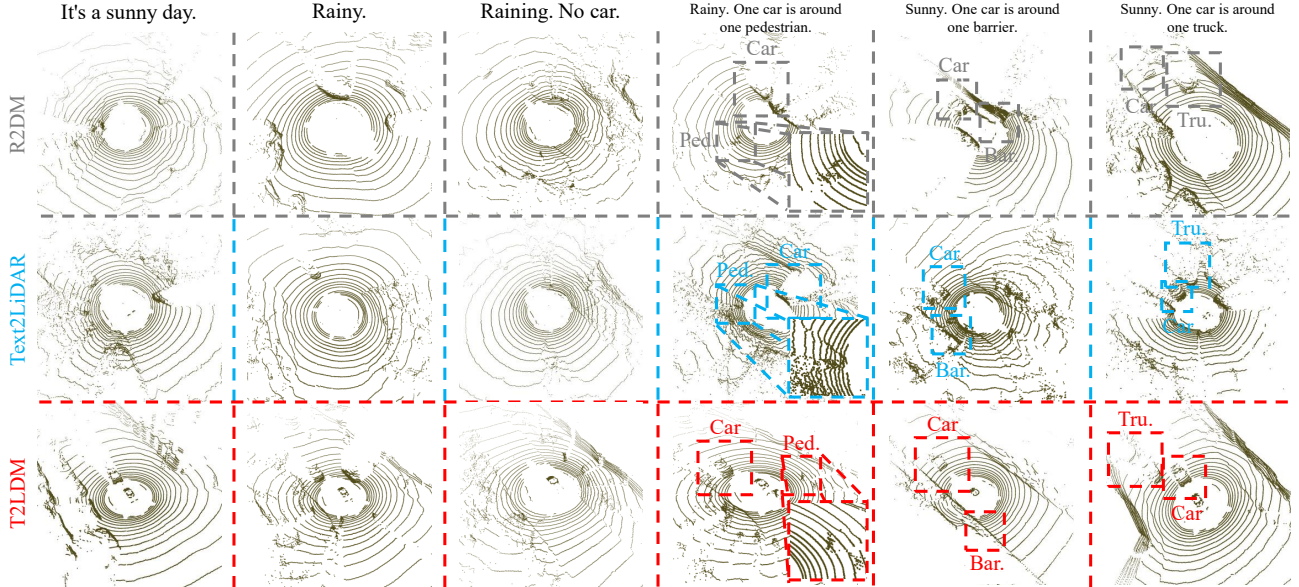 It's a sunny day.
Rainy.
Raining. No car.
Rainy. One car is around
one pedestrian.
Sunny. One car is around
one barrier.
Sunny. One car is around
one truck.
R2DM
Car
Ped.
Car
Bar.
Car
Tru.
Text2LiDAR
Ped.
Car
Car
Bar.
Tru.
Car
T2LDM
Car
Ped.
Car
Bar.
Tru.
Car